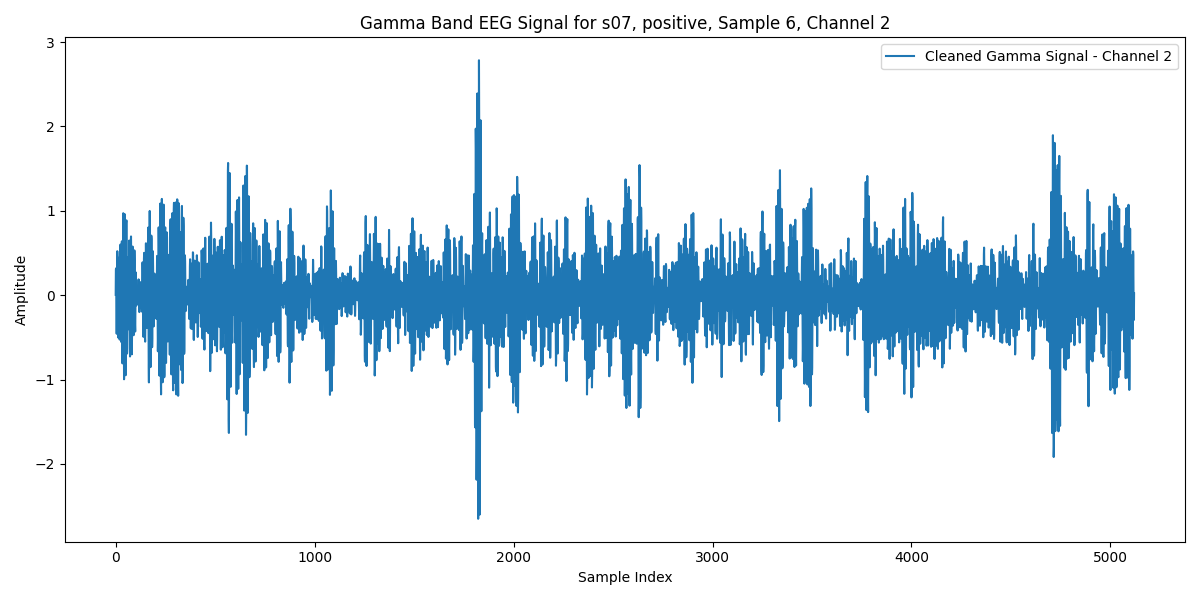 Gamma Band EEG Signal for s07, positive, Sample 6, Channel 2
Cleaned Gamma Signal - Channel 2
Amplitude
3
2
1
0
−1
−2
0 1000 2000 3000 4000 5000
Sample Index